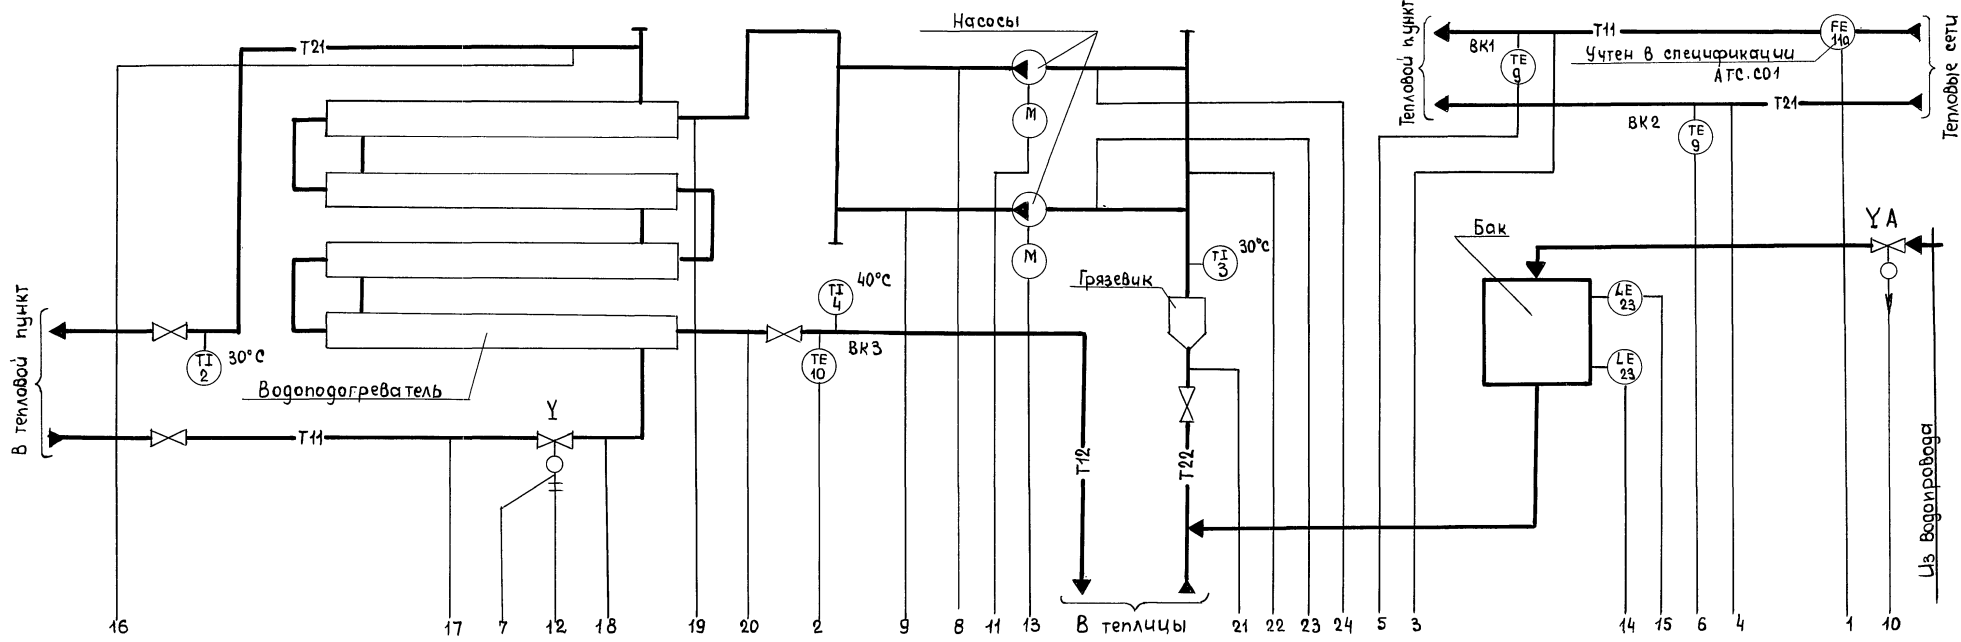 Насосы
Т21
Т11
FE
11а
ВК1
TE
9
Учтен в спецификации
АТС.СО1
Тепловой пункт
Тепловые сети
Т21
ВК2
TE
9
М
М
YA
Бак
TI
3
30°С
Грязевик
TI
4
40°С
LE
23
LE
23
TI
2
30°С
ВК3
TE
10
В тепловой пункт
Водоподогреватель
Y
Т11
Т12
Т22
Из водопровода
16
17
7
12
18
19
20
2
9
8
11
13
В теплицы
21
22
23
24
5
3
14
15
6
4
1
10